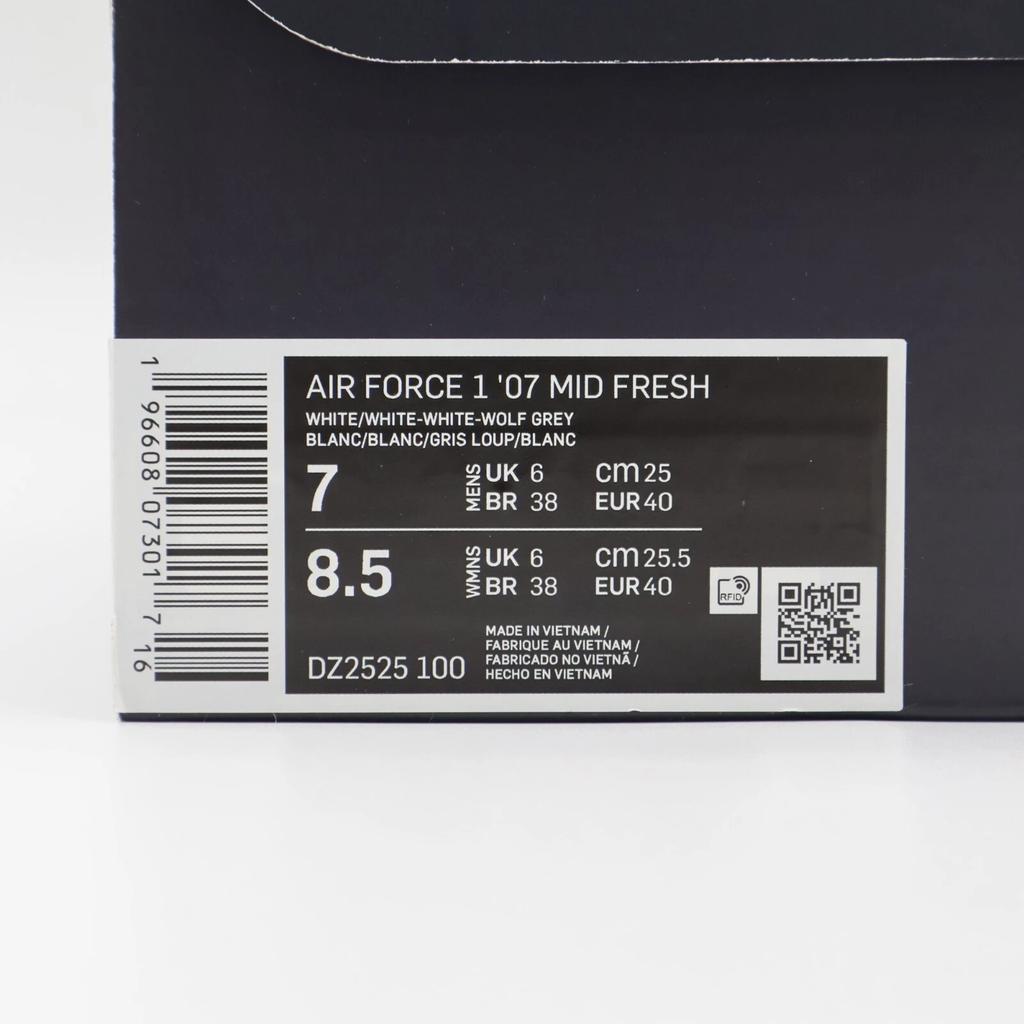 AIR FORCE 1 '07 MID FRESH
WHITE/WHITE-WHITE-WOLF GREY
BLANC/BLANC/GRIS LOUP/BLANC
7 MENS UK 6 cm 25
BR 38 EUR 40
8.5 WMNS UK 6 cm 25.5
BR 38 EUR 40
RFID
MADE IN VIETNAM /
FABRIQUE AU VIETNAM /
FABRICADO NO VIETNÃ /
HECHO EN VIETNAM
DZ2525 100
1 96608 07301 7 16